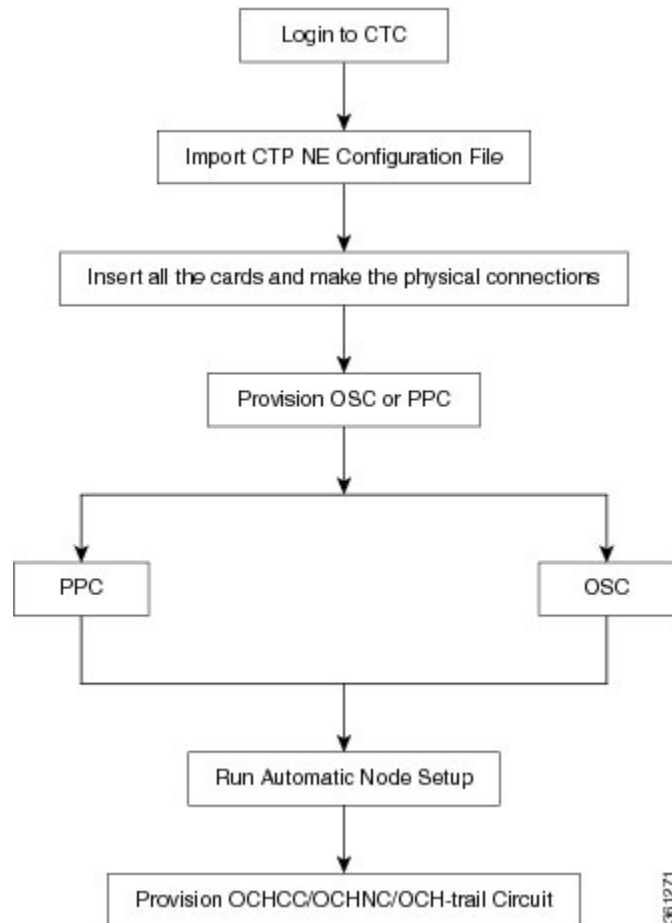 Login to CTC
Import CTP NE Configuration File
Insert all the cards and make the physical connections
Provision OSC or PPC
PPC
OSC
Run Automatic Node Setup
Provision OCHCC/OCHNC/OCH-trail Circuit